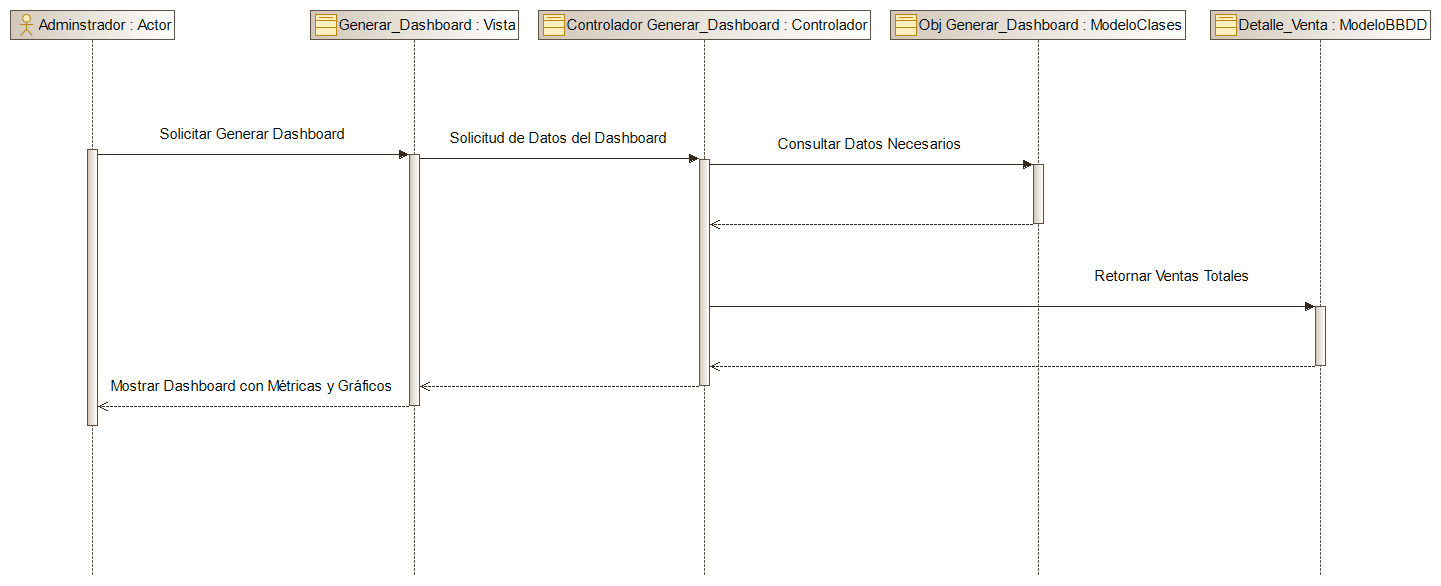 Adminstrador : Actor
Generar_Dashboard : Vista
Controlador Generar_Dashboard : Controlador
Obj Generar_Dashboard : ModeloClases
Detalle_Venta : ModeloBBDD
Solicitar Generar Dashboard
Solicitud de Datos del Dashboard
Consultar Datos Necesarios
Retornar Ventas Totales
Mostrar Dashboard con Métricas y Gráficos